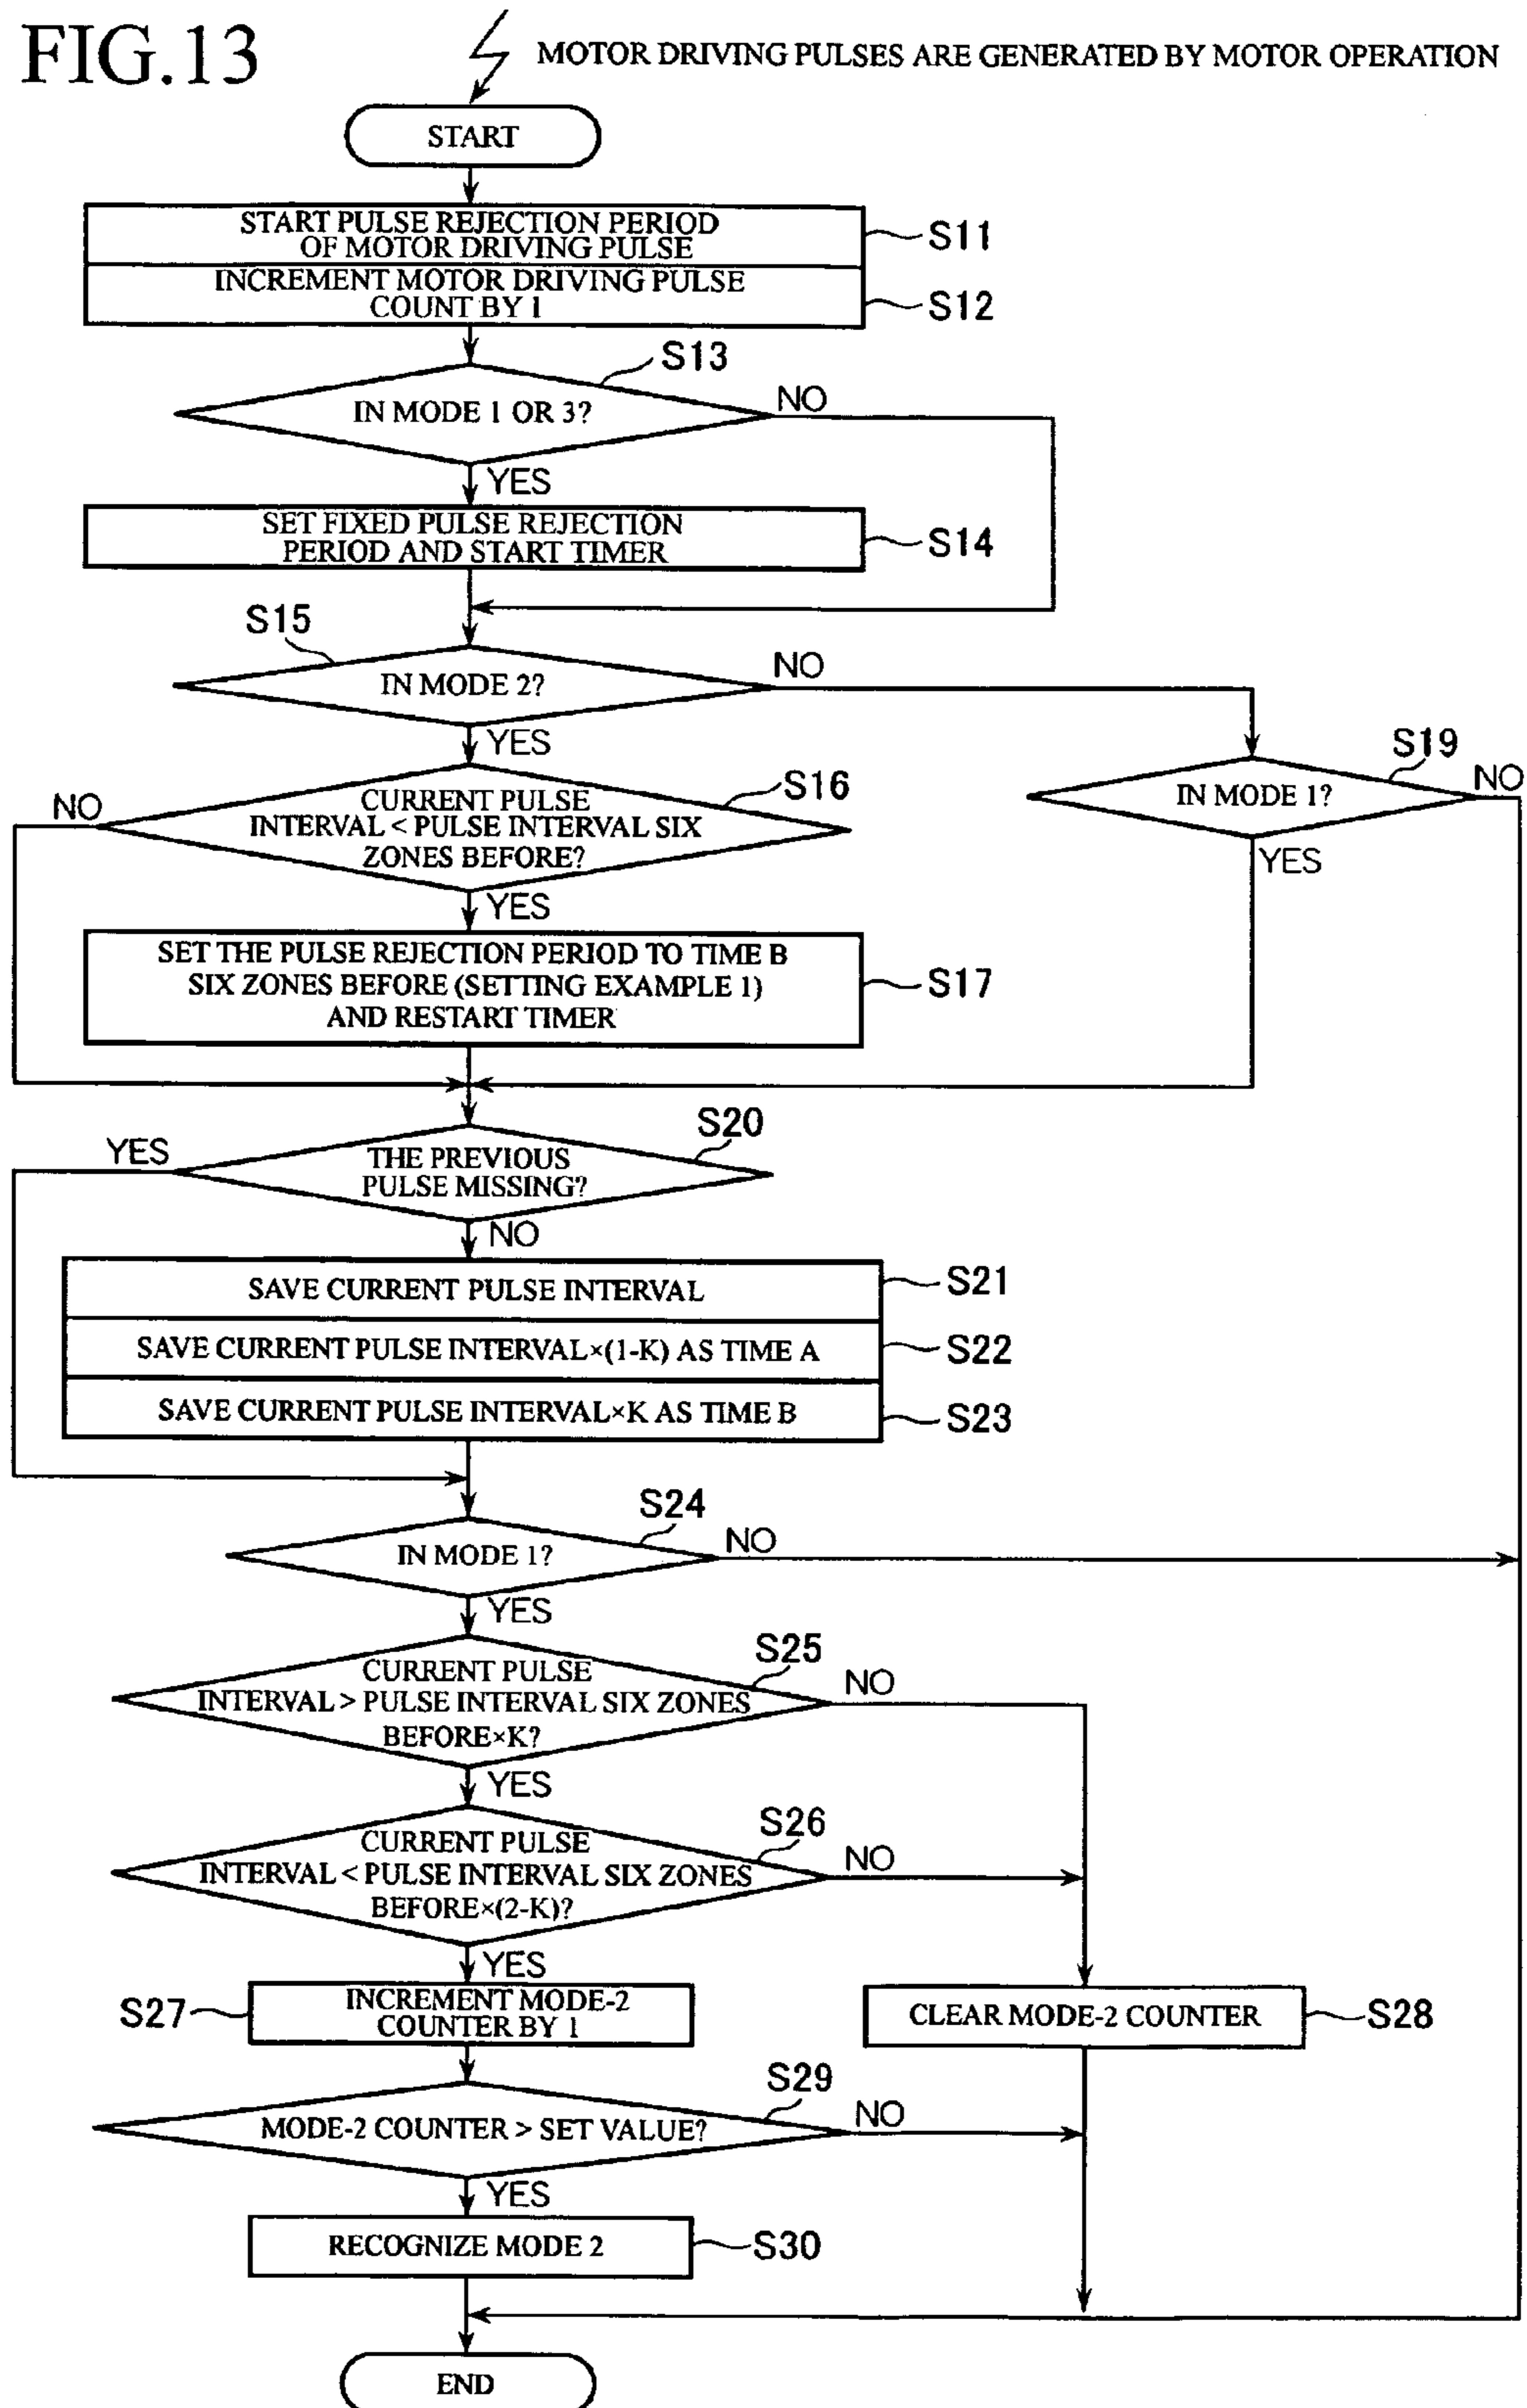 FIG.13
MOTOR DRIVING PULSES ARE GENERATED BY MOTOR OPERATION
START
START PULSE REJECTION PERIOD
OF MOTOR DRIVING PULSE
S11
INCREMENT MOTOR DRIVING PULSE
COUNT BY 1
S12
S13
IN MODE 1 OR 3?
NO
YES
SET FIXED PULSE REJECTION
PERIOD AND START TIMER
S14
S15
IN MODE 2?
NO
YES
S19
IN MODE 1?
NO
YES
S16
NO
CURRENT PULSE
INTERVAL < PULSE INTERVAL SIX
ZONES BEFORE?
YES
SET THE PULSE REJECTION PERIOD TO TIME B
SIX ZONES BEFORE (SETTING EXAMPLE 1)
AND RESTART TIMER
S17
S20
YES
THE PREVIOUS
PULSE MISSING?
NO
SAVE CURRENT PULSE INTERVAL
S21
SAVE CURRENT PULSE INTERVAL×(1-K) AS TIME A
S22
SAVE CURRENT PULSE INTERVAL×K AS TIME B
S23
S24
IN MODE 1?
NO
YES
S25
CURRENT PULSE
INTERVAL > PULSE INTERVAL SIX ZONES
BEFORE×K?
NO
YES
S26
CURRENT PULSE
INTERVAL < PULSE INTERVAL SIX ZONES
BEFORE×(2-K)?
NO
YES
S27
INCREMENT MODE-2
COUNTER BY 1
CLEAR MODE-2 COUNTER
S28
S29
MODE-2 COUNTER > SET VALUE?
NO
YES
RECOGNIZE MODE 2
S30
END